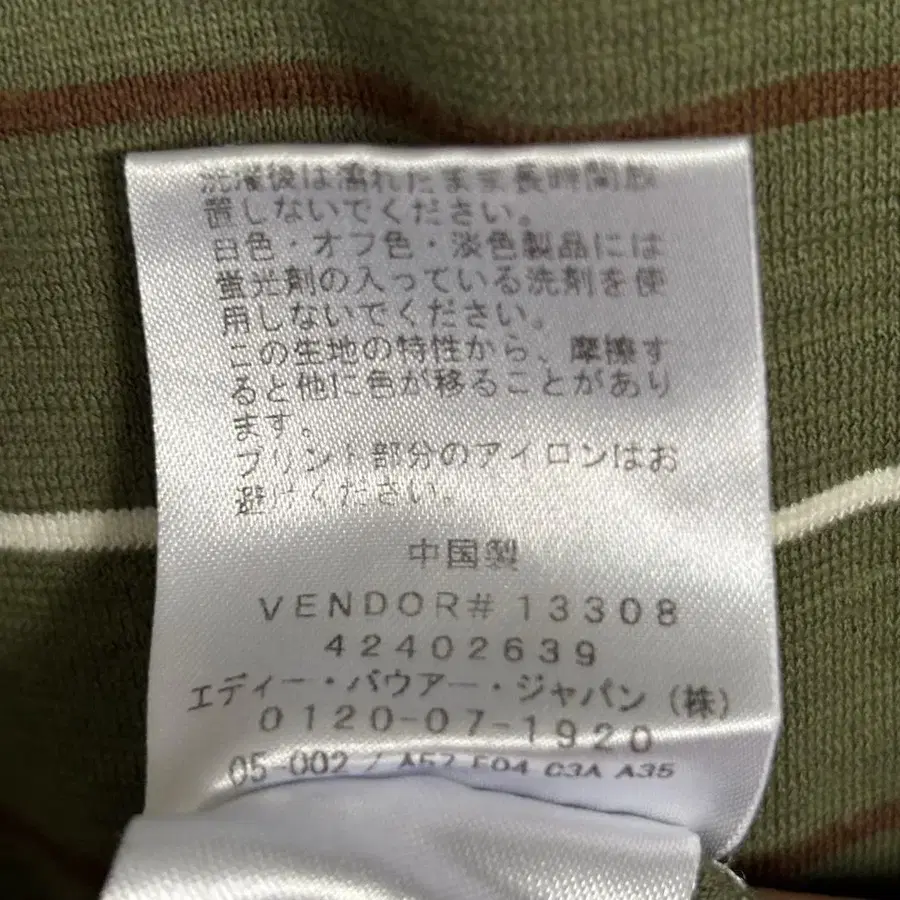 洗濯後は濡れたまま長時間放
置しないでください。
白色・オフ色・淡色製品には
蛍光剤の入っている洗剤を使
用しないでください。
この生地の特性から、摩擦す
ると他に色が移ることがあり
ます。
プリント部分のアイロンはお
避けください。
中国製
VENDOR# 13308
42402639
エディー・バウアー・ジャパン（株）
0120-07-1920
05-002 / A57 F04 C3A A35